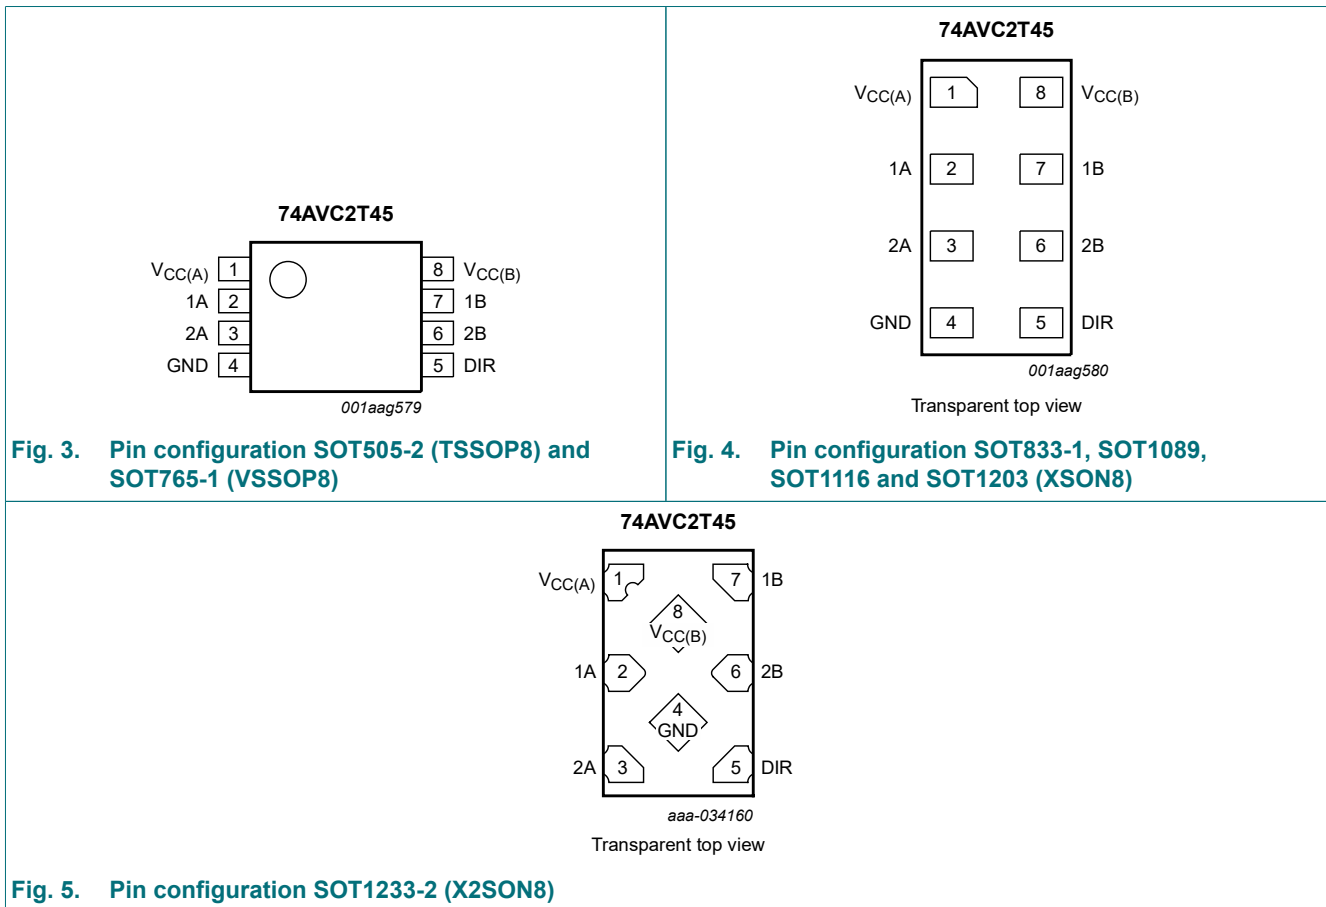 74AVC2T45
VCC(A) 1
8 VCC(B)
1A 2
7 1B
2A 3
6 2B
GND 4
5 DIR
001aag579
Fig. 3. Pin configuration SOT505-2 (TSSOP8) and
SOT765-1 (VSSOP8)
74AVC2T45
VCC(A) 1
8 VCC(B)
1A 2
7 1B
2A 3
6 2B
GND 4
5 DIR
001aag580
Transparent top view
Fig. 4. Pin configuration SOT833-1, SOT1089,
SOT1116 and SOT1203 (XSON8)
74AVC2T45
VCC(A) 1
7 1B
8
VCC(B)
1A 2
6 2B
4
GND
2A 3
5 DIR
aaa-034160
Transparent top view
Fig. 5. Pin configuration SOT1233-2 (X2SON8)